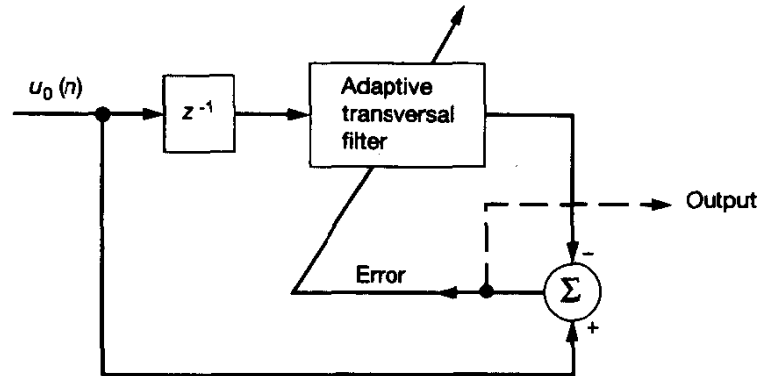 u₀ (n)
z⁻¹
Adaptive
transversal
filter
Output
Error
−
Σ
+